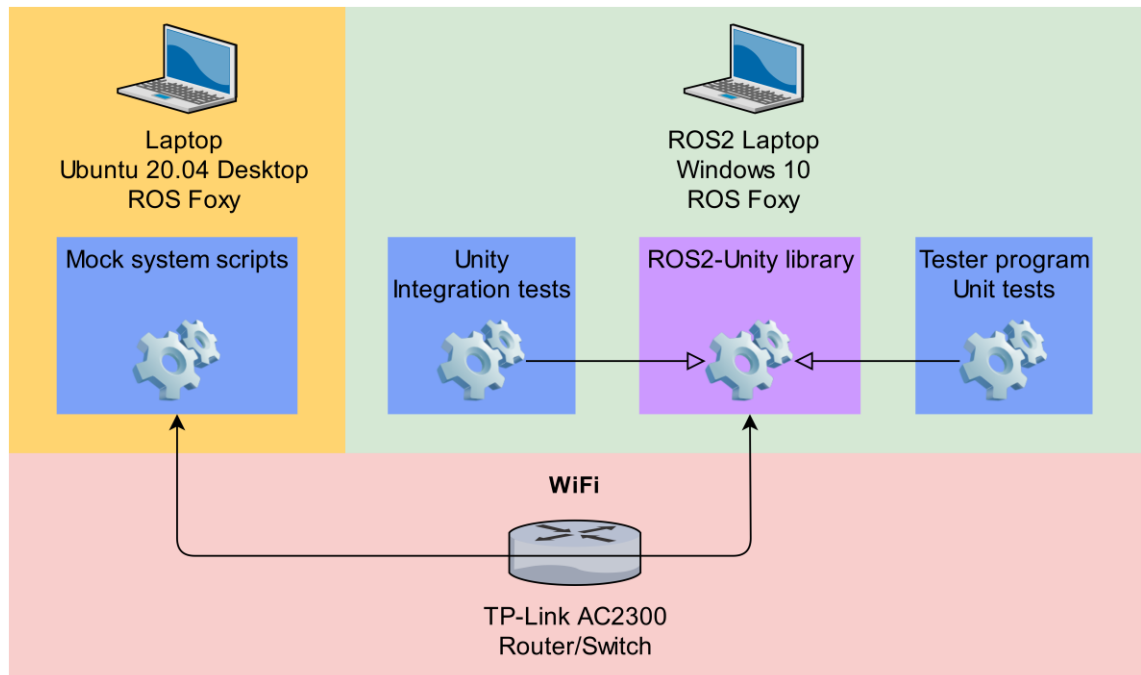 Laptop
Ubuntu 20.04 Desktop
ROS Foxy
ROS2 Laptop
Windows 10
ROS Foxy
Mock system scripts
Unity
Integration tests
ROS2-Unity library
Tester program
Unit tests
WiFi
TP-Link AC2300
Router/Switch